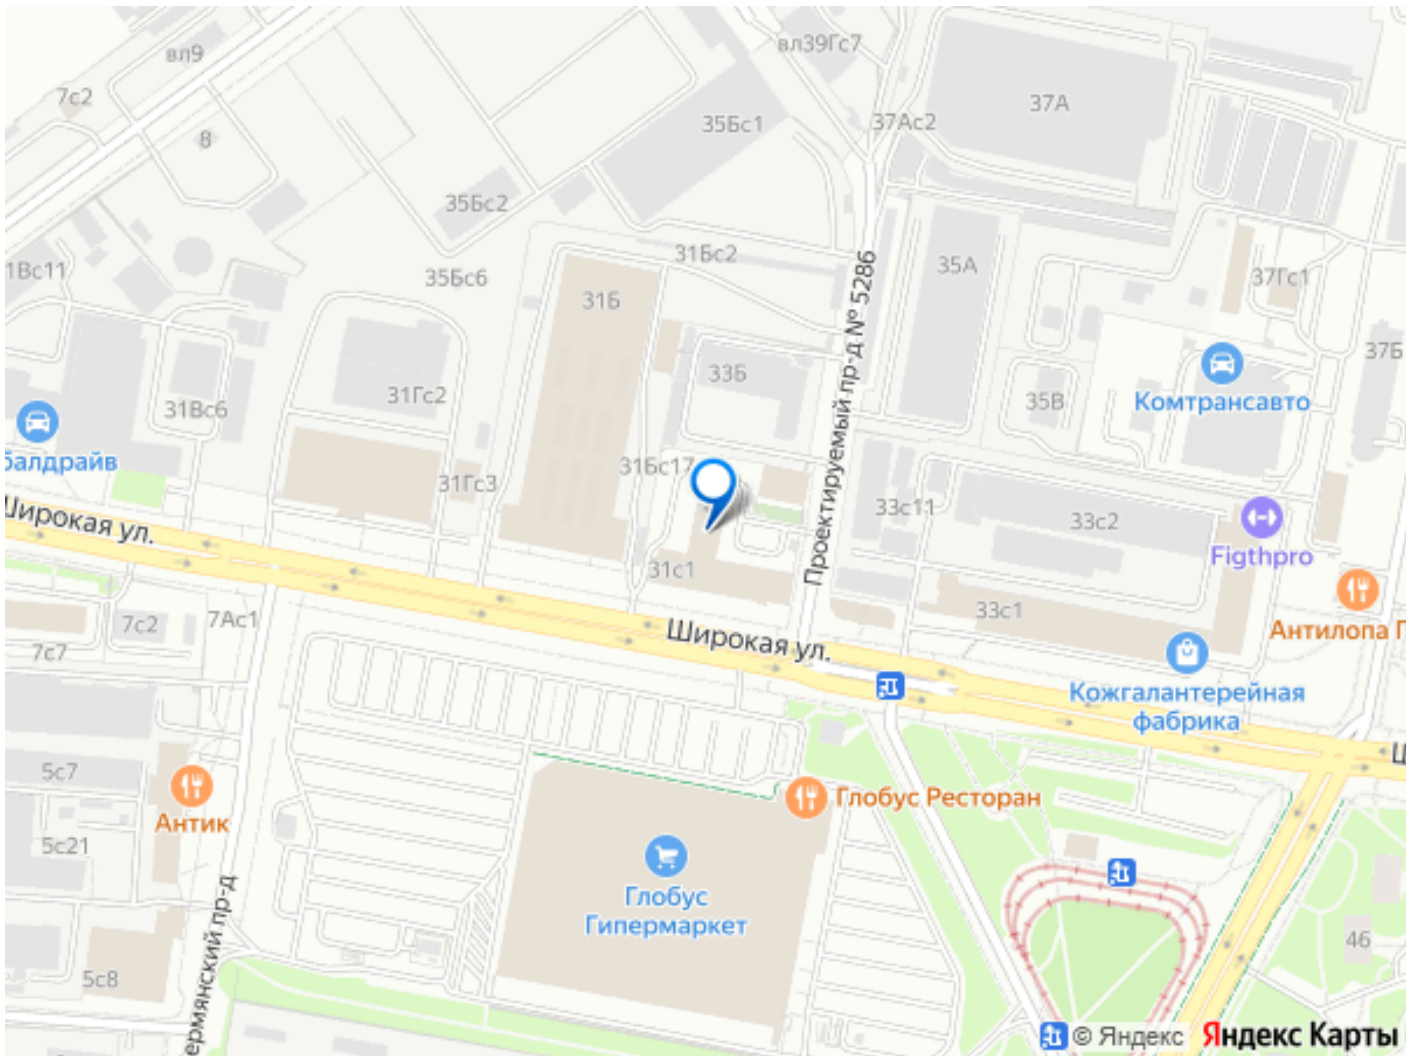 вл39Гс7
вл9
7с2
37А
35Бс1
37Ас2
8
35Бс2
31Бс2
35А
1Вс11
35Бс6
37Гс1
31Б
Проектируемый пр-д № 5286
37Б
33Б
31Гс2
35В
Комтрансавто
31Вс6
балдрайв
31Бс17
31Гс3
33с11
33с2
Широкая ул.
Figthpro
31с1
33с1
7с2
7Ас1
Широкая ул.
Антилопа Г
7с7
Кожгалантерейная
фабрика
Ш
5с7
Глобус Ресторан
Антик
5с21
Глобус
Гипермаркет
ермянский пр-д
46
5с8
© Яндекс Яндекс Карты